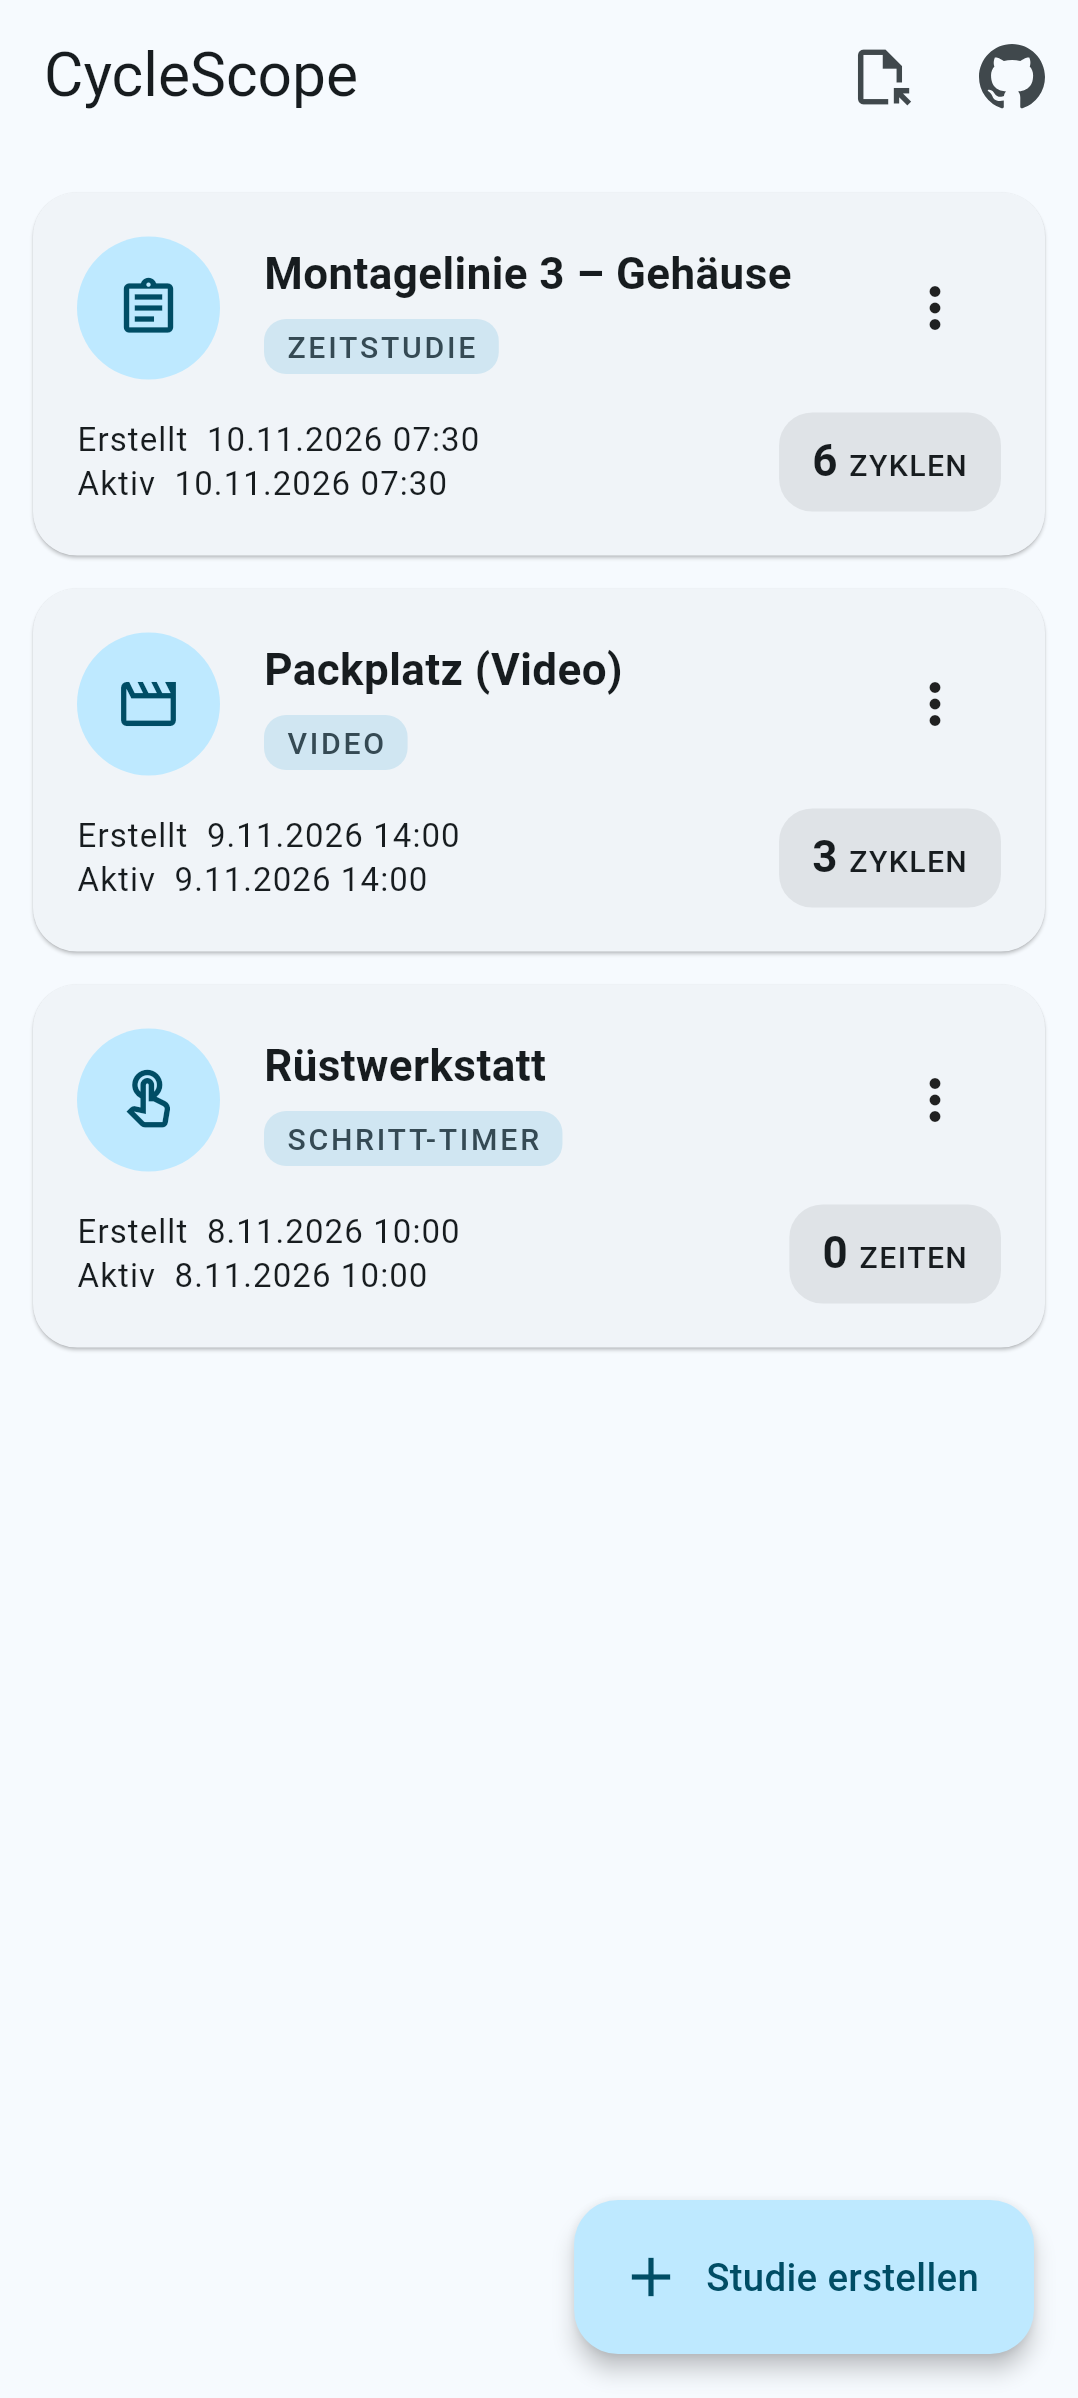 CycleScope
Montagelinie 3 – Gehäuse
ZEITSTUDIE
Erstellt 10.11.2026 07:30
Aktiv 10.11.2026 07:30
6 ZYKLEN
Packplatz (Video)
VIDEO
Erstellt 9.11.2026 14:00
Aktiv 9.11.2026 14:00
3 ZYKLEN
Rüstwerkstatt
SCHRITT-TIMER
Erstellt 8.11.2026 10:00
Aktiv 8.11.2026 10:00
0 ZEITEN
Studie erstellen